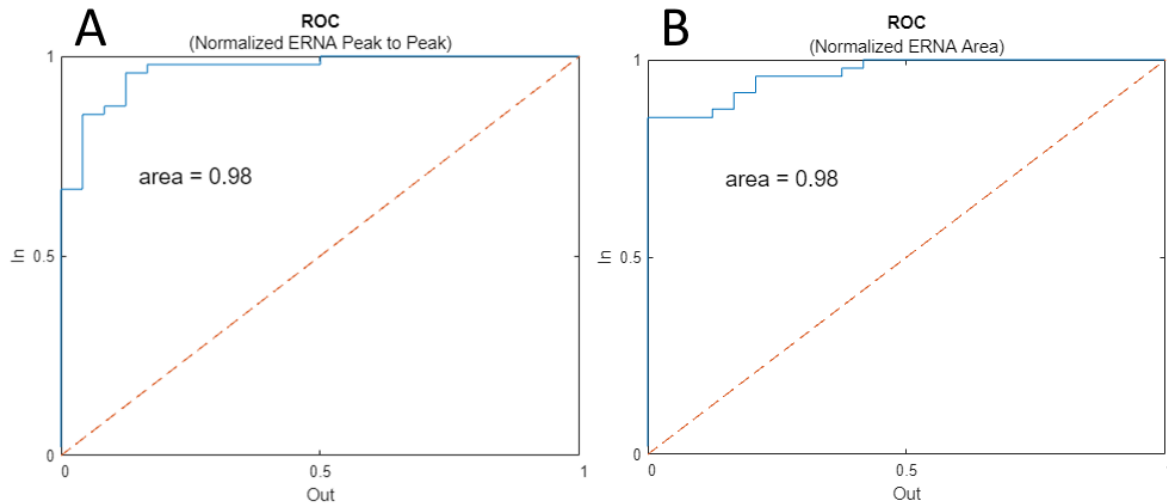 A
ROC
(Normalized ERNA Peak to Peak)
1
In
0.5
area = 0.98
0
0
0.5
1
Out
B
ROC
(Normalized ERNA Area)
1
In
0.5
area = 0.98
0
0
0.5
1
Out